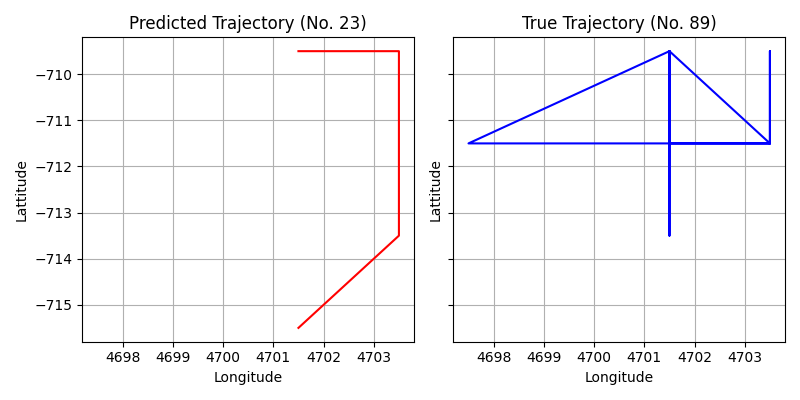 Predicted Trajectory (No. 23)
True Trajectory (No. 89)
Lattitude
−710
−711
−712
−713
−714
−715
4698 4699 4700 4701 4702 4703
Longitude
Lattitude
4698 4699 4700 4701 4702 4703
Longitude